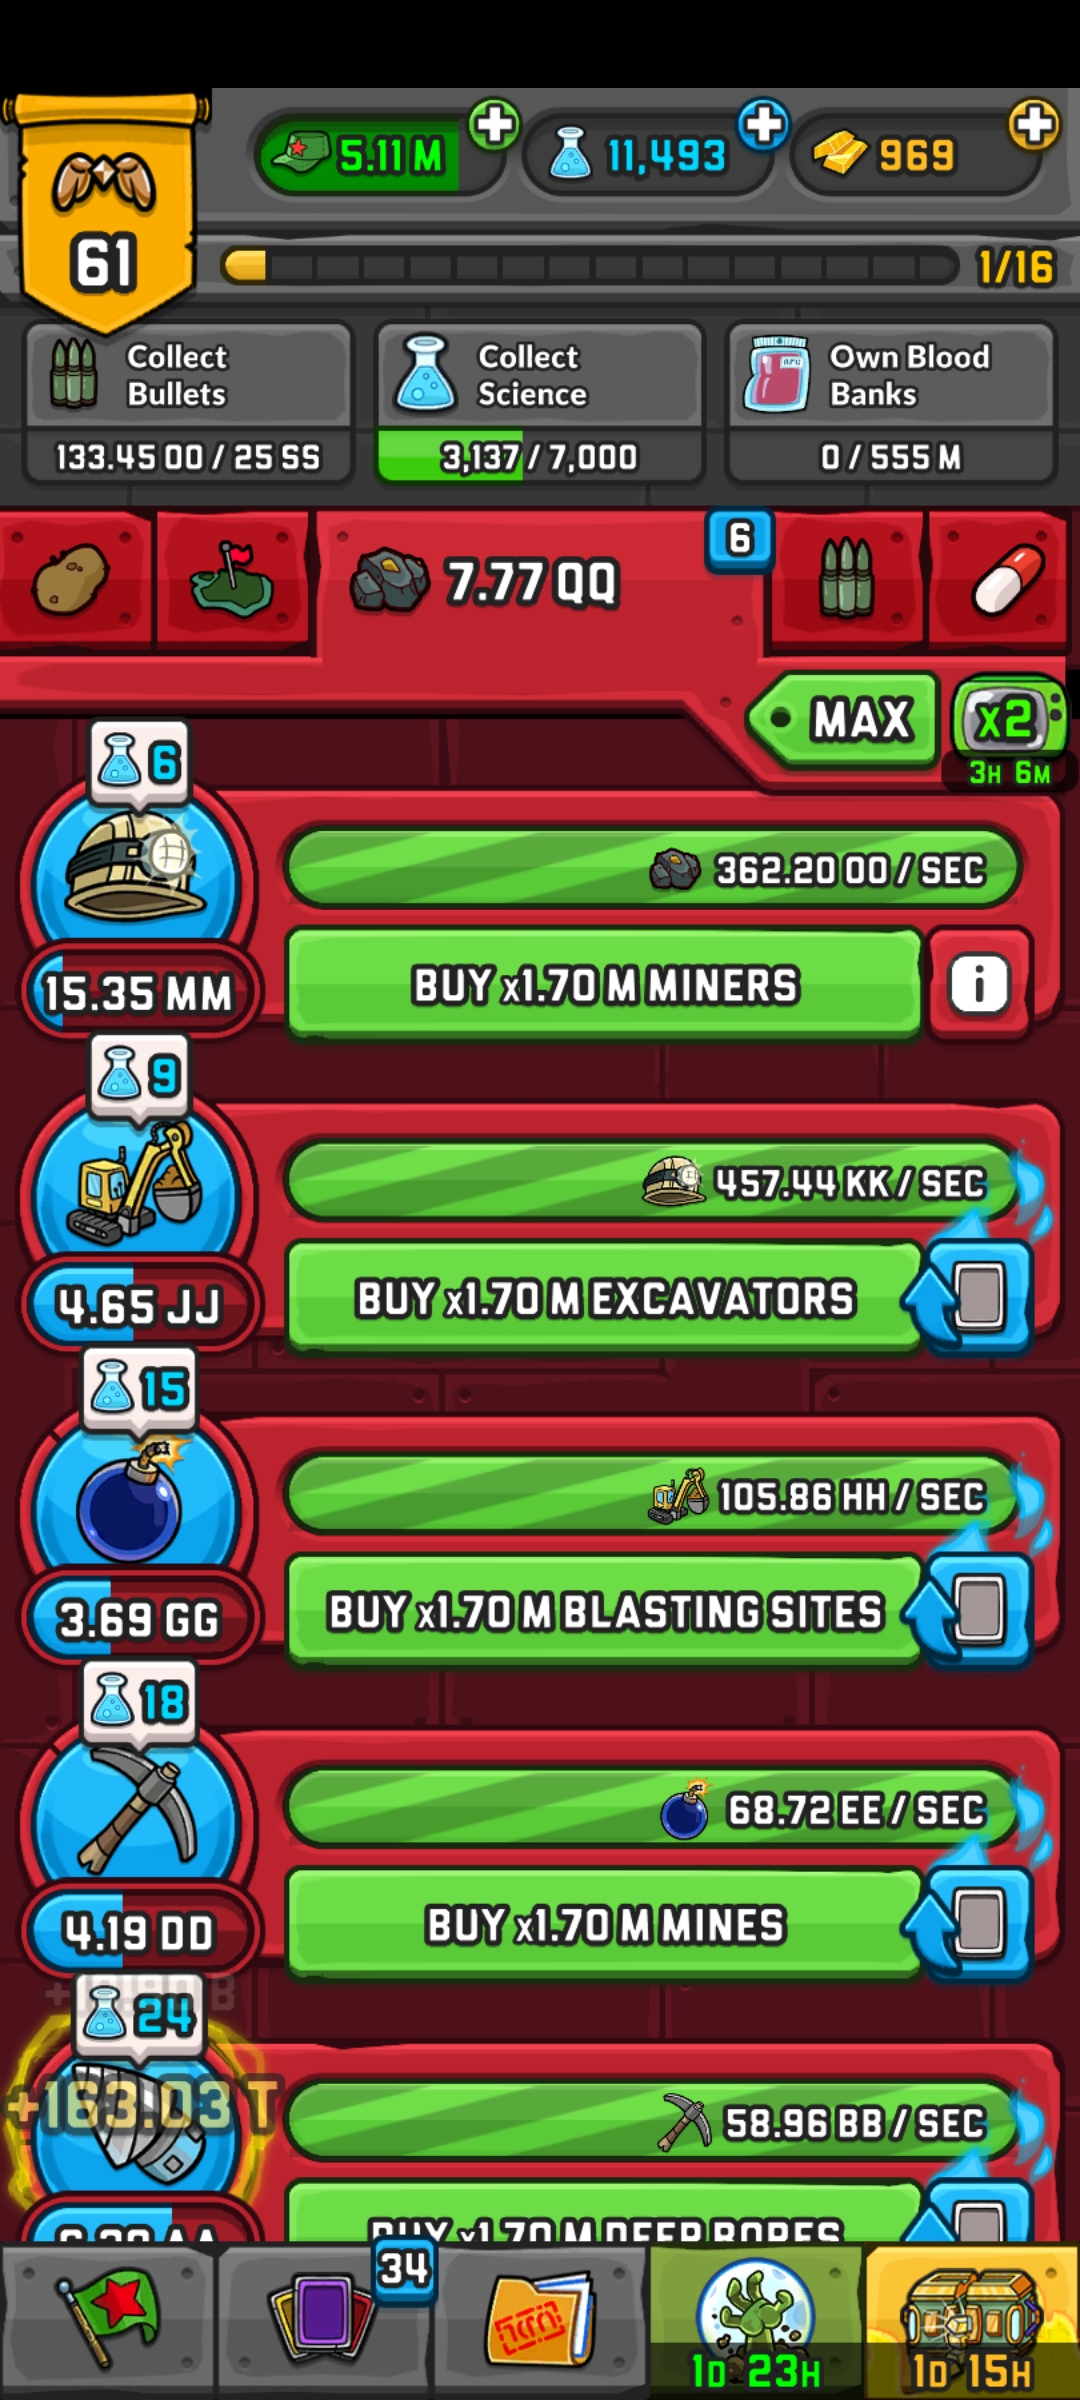 5.11 M
11,493
969
61
1/16
Collect
Bullets
Collect
Science
Own Blood
Banks
133.45 OO / 25 SS
3,137 / 7,000
0 / 555 M
7.77 QQ
6
MAX
x2
3H 6M
6
362.20 OO / SEC
15.35 MM
BUY x1.70 M MINERS
i
9
457.44 KK / SEC
4.65 JJ
BUY x1.70 M EXCAVATORS
15
105.86 HH / SEC
3.69 GG
BUY x1.70 M BLASTING SITES
18
68.72 EE / SEC
4.19 DD
BUY x1.70 M MINES
24
+163.03 T
58.96 BB / SEC
BUY x1.70 M DEEP BORES
34
1D 23H
1D 15H